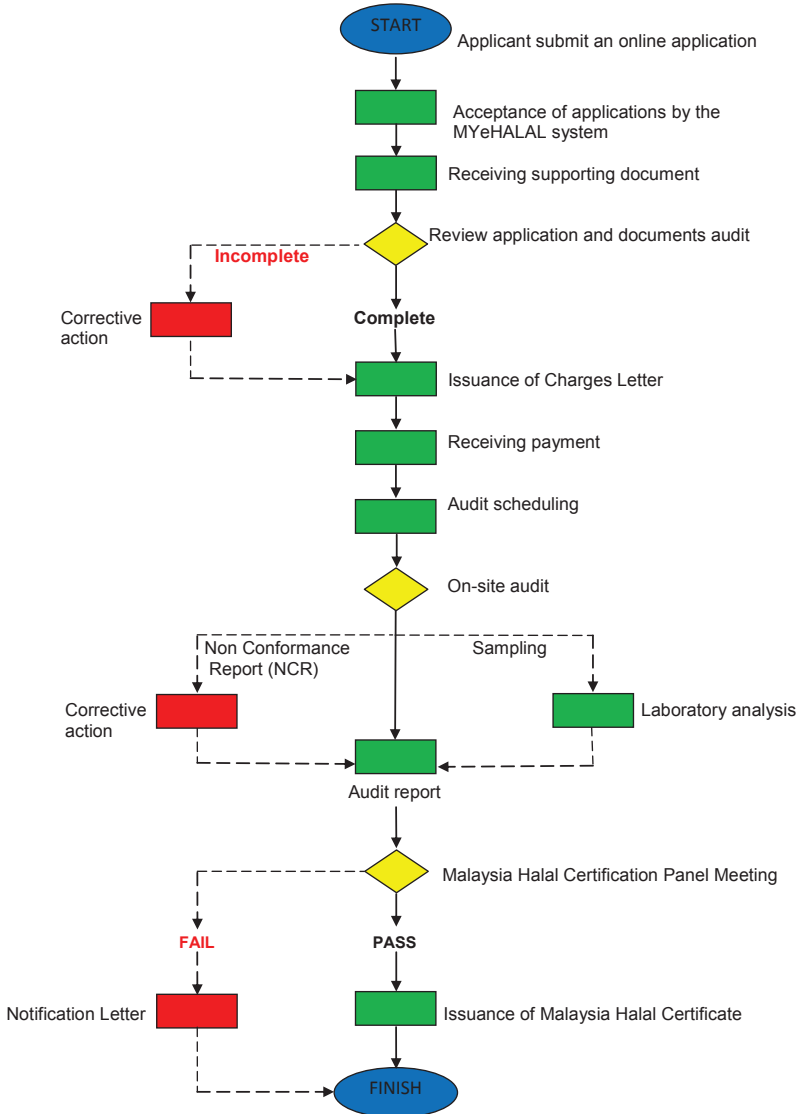 START
Applicant submit an online application
Acceptance of applications by the
MYeHALAL system
Receiving supporting document
Review application and documents audit
Incomplete
Corrective
action
Complete
Issuance of Charges Letter
Receiving payment
Audit scheduling
On-site audit
Non Conformance
Report (NCR)
Sampling
Corrective
action
Laboratory analysis
Audit report
Malaysia Halal Certification Panel Meeting
FAIL
PASS
Notification Letter
Issuance of Malaysia Halal Certificate
FINISH